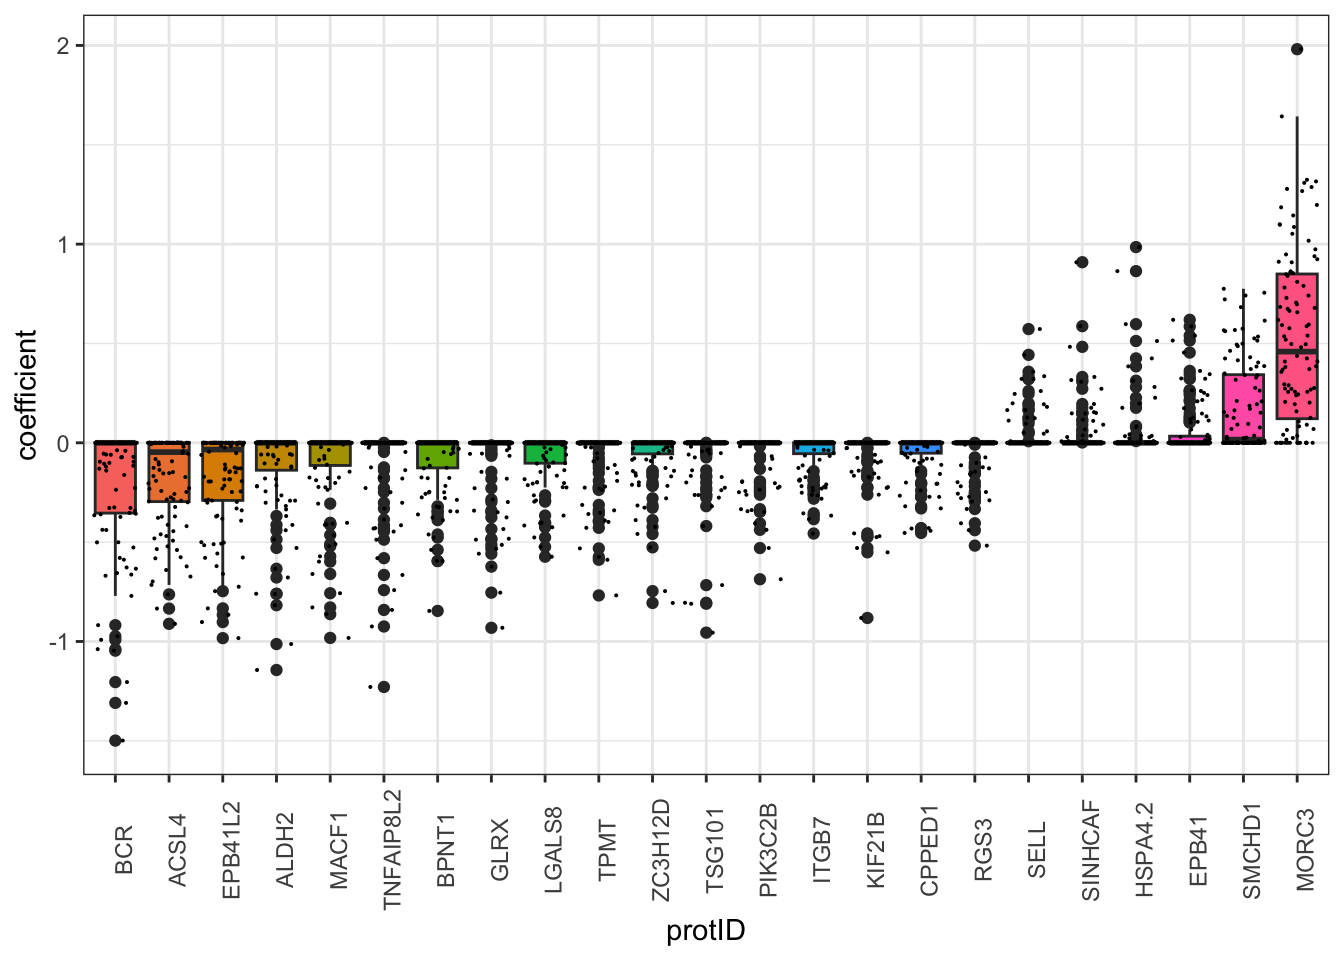 2
1
0
-1
coefficient
BCR
ACSL4
EPB41L2
ALDH2
MACF1
TNFAIP8L2
BPNT1
GLRX
LGALS8
TPMT
ZC3H12D
TSG101
PIK3C2B
ITGB7
KIF21B
CPPED1
RGS3
SELL
SINHCAF
HSPA4.2
EPB41
SMCHD1
MORC3
protID